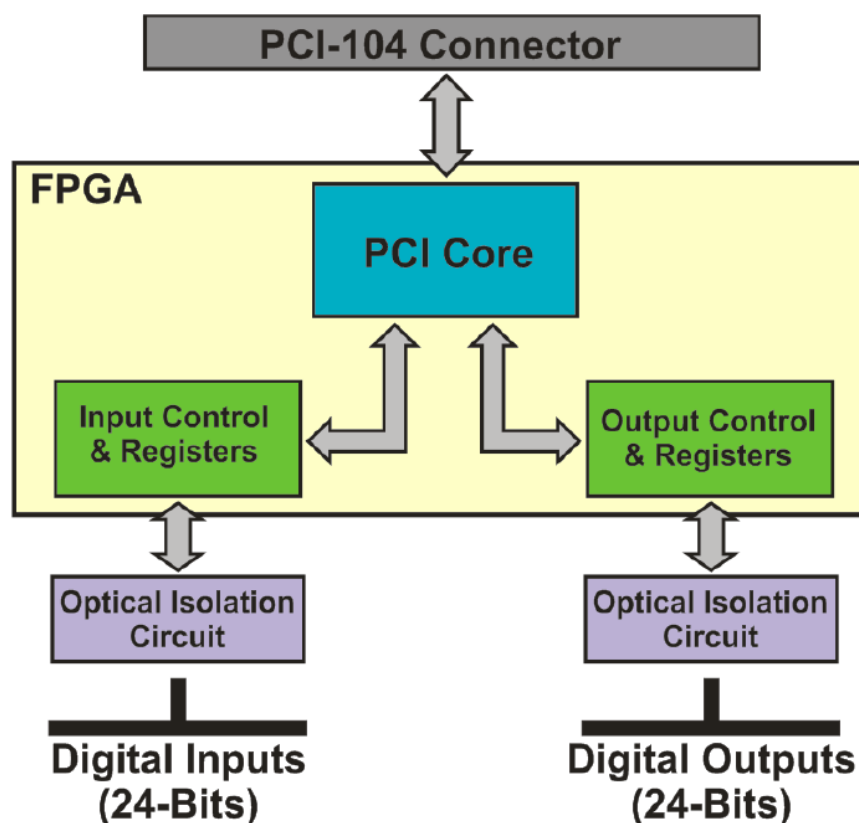 PCI-104 Connector
FPGA
PCI Core
Input Control
& Registers
Output Control
& Registers
Optical Isolation
Circuit
Optical Isolation
Circuit
Digital Inputs
(24-Bits)
Digital Outputs
(24-Bits)